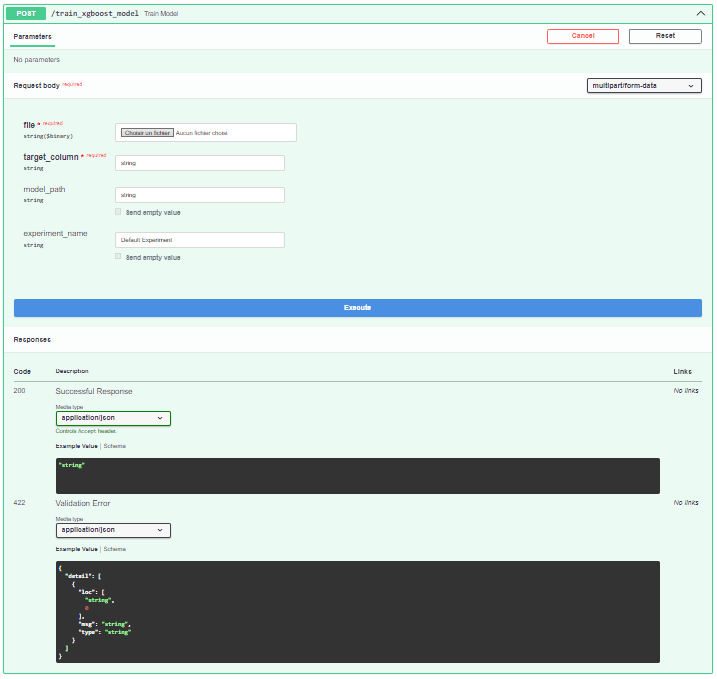 POST /train_xgboost_model Train Model
Parameters
Cancel
Reset
No parameters
Request body required
multipart/form-data
file * required
string($binary)
Choisir un fichier Aucun fichier choisi
target_column * required
string
string
model_path
string
string
Send empty value
experiment_name
string
Default Experiment
Send empty value
Execute
Responses
Code Description Links
200 Successful Response No links
Media type
application/json
Controls Accept header.
Example Value | Schema
"string"
422 Validation Error No links
Media type
application/json
Example Value | Schema
{
"detail": [
{
"loc": [
"string",
0
],
"msg": "string",
"type": "string"
}
]
}